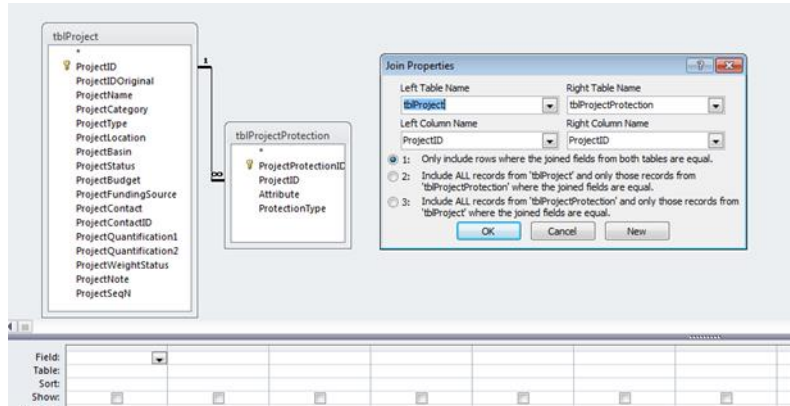 tblProject
*
ProjectID
ProjectIDOriginal
ProjectName
ProjectCategory
ProjectType
ProjectLocation
ProjectBasin
ProjectStatus
ProjectBudget
ProjectFundingSource
ProjectContact
ProjectContactID
ProjectQuantification1
ProjectQuantification2
ProjectWeightStatus
ProjectNote
ProjectSeqN
1
∞
tblProjectProtection
*
ProjectProtectionID
ProjectID
Attribute
ProtectionType
Join Properties
?
Left Table Name Right Table Name
tblProject tblProjectProtection
Left Column Name Right Column Name
ProjectID ProjectID
1: Only include rows where the joined fields from both tables are equal.
2: Include ALL records from 'tblProject' and only those records from
'tblProjectProtection' where the joined fields are equal.
3: Include ALL records from 'tblProjectProtection' and only those records from
'tblProject' where the joined fields are equal.
OK Cancel New
Field:
Table:
Sort:
Show: